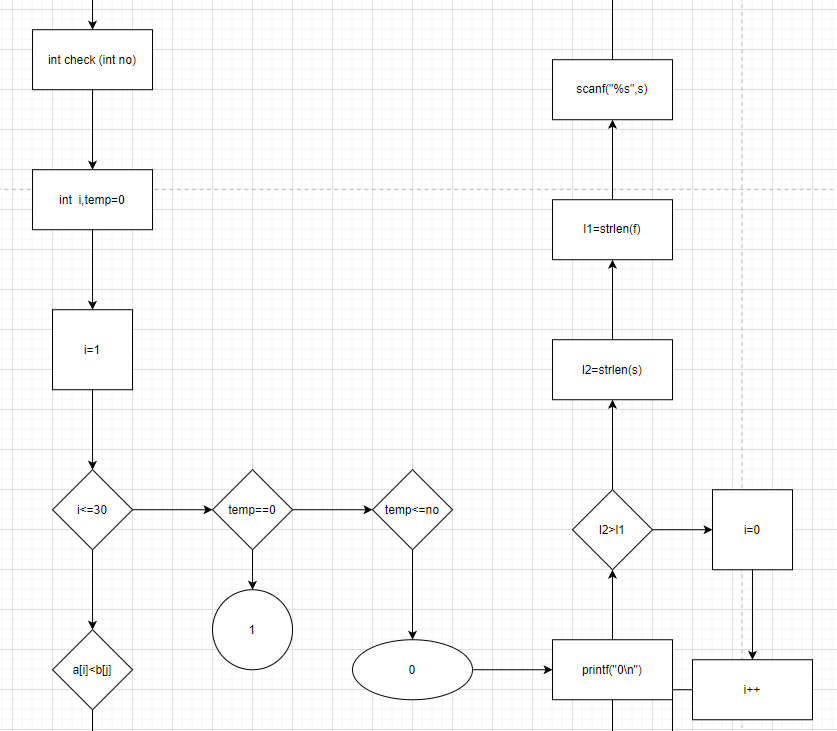 int check (int no)
int i,temp=0
i=1
i<=30
temp==0
temp<=no
a[i]<b[j]
1
0
scanf("%s",s)
l1=strlen(f)
l2=strlen(s)
l2>l1
i=0
printf("0\n")
i++